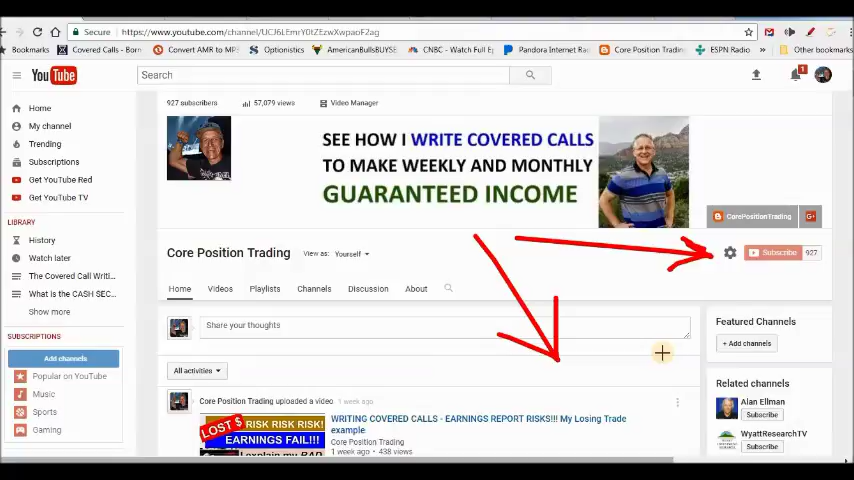 https://www.youtube.com/channel/UCJ6LEmrY0tZEzwXwpaoF2ag
Bookmarks Covered Calls - Born Convert AMR to MP3 Optionistics AmericanBullsBUYSE CNBC - Watch Full Ep Pandora Internet Rad Core Position Trading ESPN Radio Other bookmarks
YouTube Search 1
927 subscribers 57,079 views Video Manager
Home
My channel
Trending
Subscriptions
Get YouTube Red
Get YouTube TV
LIBRARY
History
Watch later
The Covered Call Writi...
What is the CASH SEC...
Show more
SUBSCRIPTIONS
Add channels
Popular on YouTube
Music
Sports
Gaming
SEE HOW I WRITE COVERED CALLS
TO MAKE WEEKLY AND MONTHLY
GUARANTEED INCOME
CorePositionTrading G+
Core Position Trading View as: Yourself Subscribe 927
Home Videos Playlists Channels Discussion About
Share your thoughts
All activities
Core Position Trading uploaded a video 1 week ago
LOST $ RISK RISK RISK!
EARNINGS FAIL!!!
I explain my BAD
WRITING COVERED CALLS - EARNINGS REPORT RISKS!!! My Losing Trade
example
Core Position Trading
1 week ago • 438 views
Featured Channels
+ Add channels
Related channels
Alan Ellman
Subscribe
WyattResearchTV
Subscribe